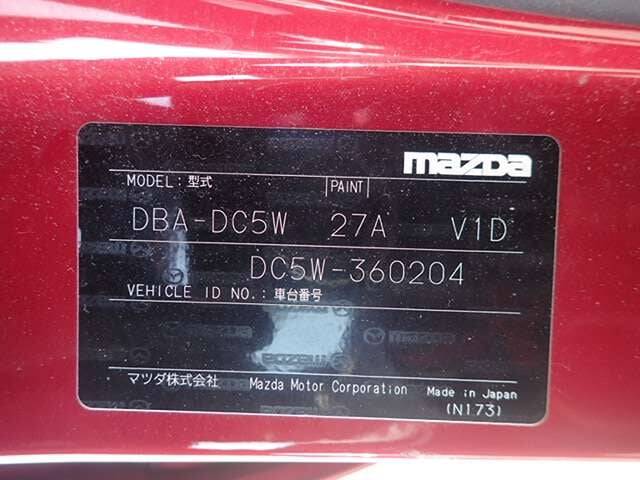 mazda
MODEL：型式 PAINT
DBA-DC5W 27A V1D
DC5W-360204
VEHICLE ID NO.：車台番号
マツダ株式会社 Mazda Motor Corporation Made in Japan
(N173)